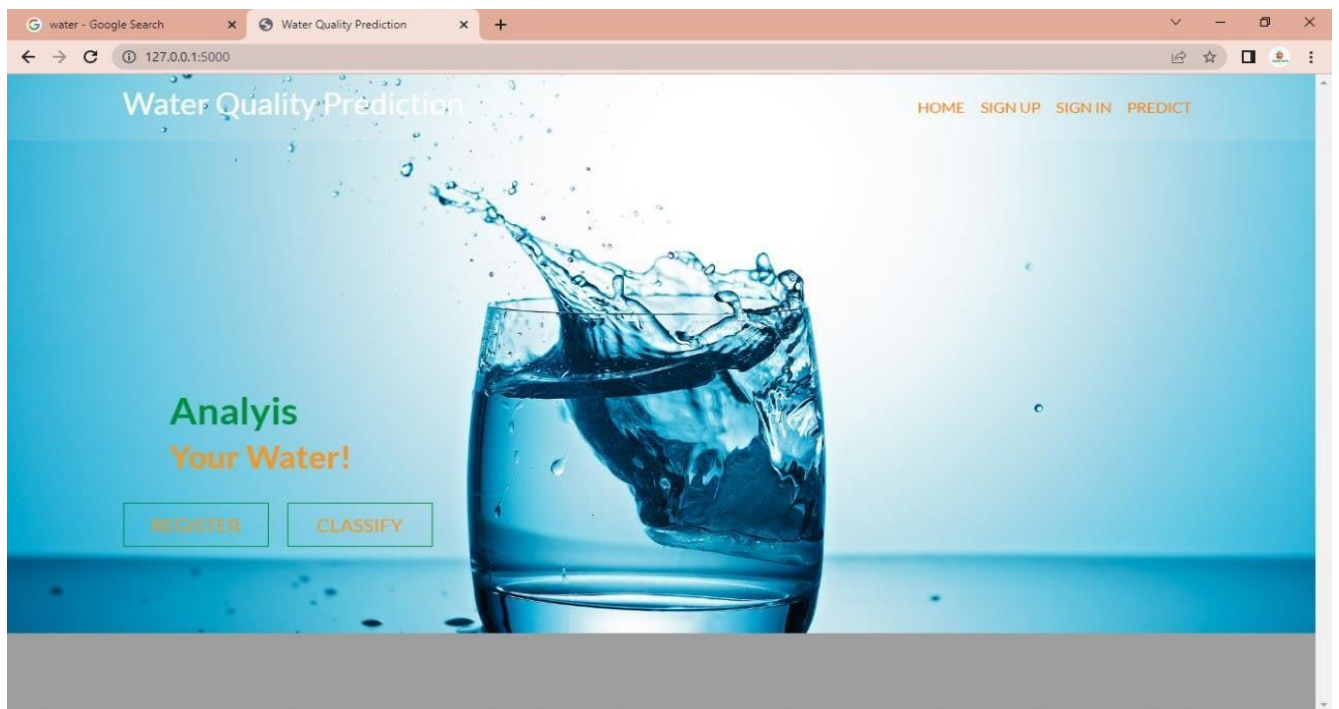 water - Google Search
Water Quality Prediction
127.0.0.1:5000
Water Quality Prediction
HOME SIGN UP SIGN IN PREDICT
Analyis
Your Water!
REGISTER CLASSIFY